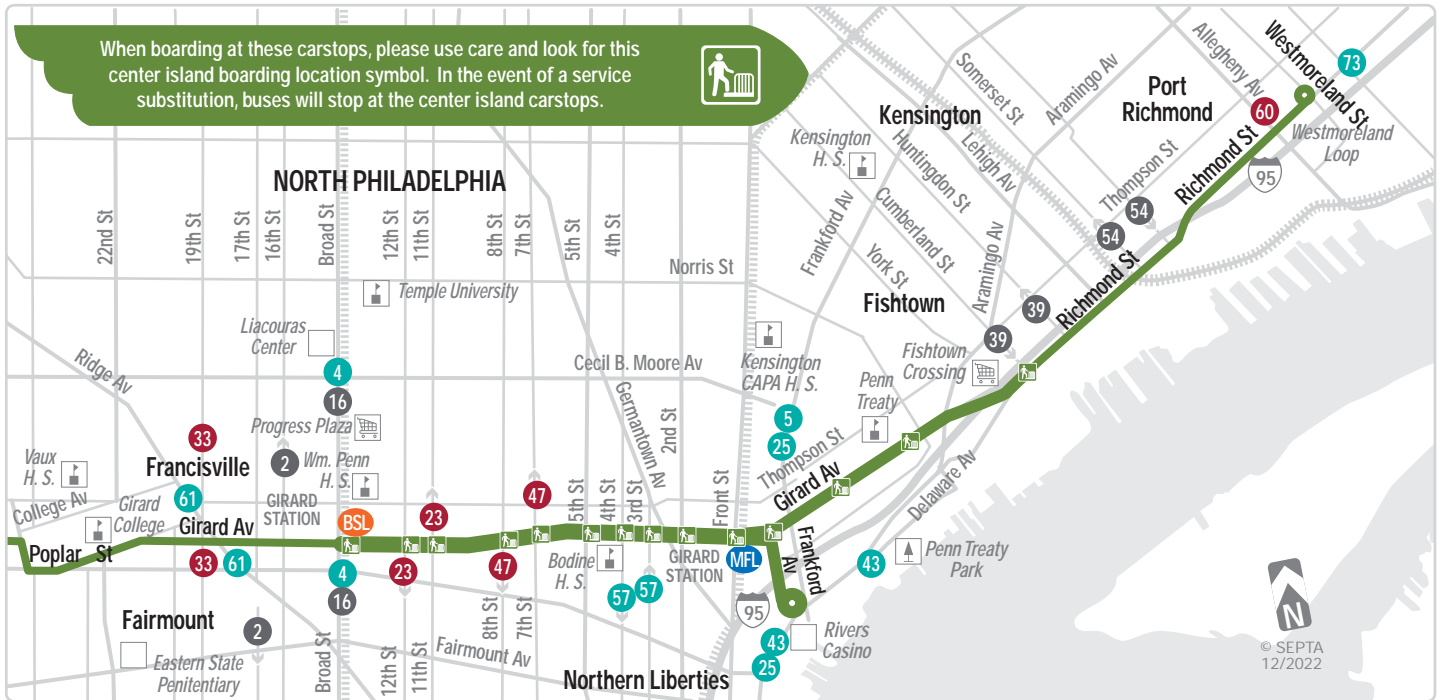 When boarding at these carstops, please use care and look for this
center island boarding location symbol. In the event of a service
substitution, buses will stop at the center island carstops.
NORTH PHILADELPHIA
22nd St
19th St
17th St
16th St
Broad St
12th St
11th St
8th St
7th St
5th St
4th St
Norris St
Temple University
Liacouras
Center
4
16
Cecil B. Moore Av
Ridge Av
Progress Plaza
33
Francisville
2
Wm. Penn
H. S.
Vaux
H. S.
College Av
Girard
College
61
Girard Av
GIRARD
STATION
BSL
23
47
Poplar St
33
61
4
16
23
47
Fairmount
2
Eastern State
Penitentiary
Broad St
12th St
11th St
8th St
7th St
Fairmount Av
5th St
4th St
3rd St
Germantown Av
2nd St
Front St
Bodine
H. S.
57
57
GIRARD
STATION
MFL
95
Northern Liberties
43
25
Rivers
Casino
Frankford
Av
43
Penn Treaty
Park
Delaware Av
Girard Av
Thompson St
5
25
Kensington
CAPA H. S.
Penn
Treaty
Fishtown
Crossing
39
39
Fishtown
York St
Cumberland St
Huntingdon St
Lehigh Av
Somerset St
Kensington
Kensington
H. S.
Frankford Av
Aramingo Av
Aramingo Av
Port
Richmond
Thompson St
54
54
Richmond St
Richmond St
Allegheny Av
60
Westmoreland St
73
Westmoreland
Loop
95
N
© SEPTA
12/2022